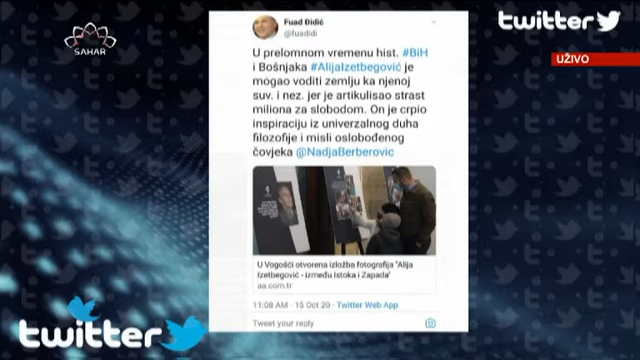 SAHAR
twitter
UŽIVO
Fuad Đidić
@fuadidi
U prelomnom vremenu hist. #BiH
i Bošnjaka #AlijaIzetbegović je
mogao voditi zemlju ka njenoj
suv. i nez. jer je artikulisao strast
miliona za slobodom. On je crpio
inspiraciju iz univerzalnog duha
filozofije i misli oslobođenog
čovjeka @NadjaBerberovic
U Vogošći otvorena izložba fotografija "Alija
Izetbegović - između Istoka i Zapada"
aa.com.tr
11:08 AM · 15 Oct 20 · Twitter Web App
Tweet your reply
twitter